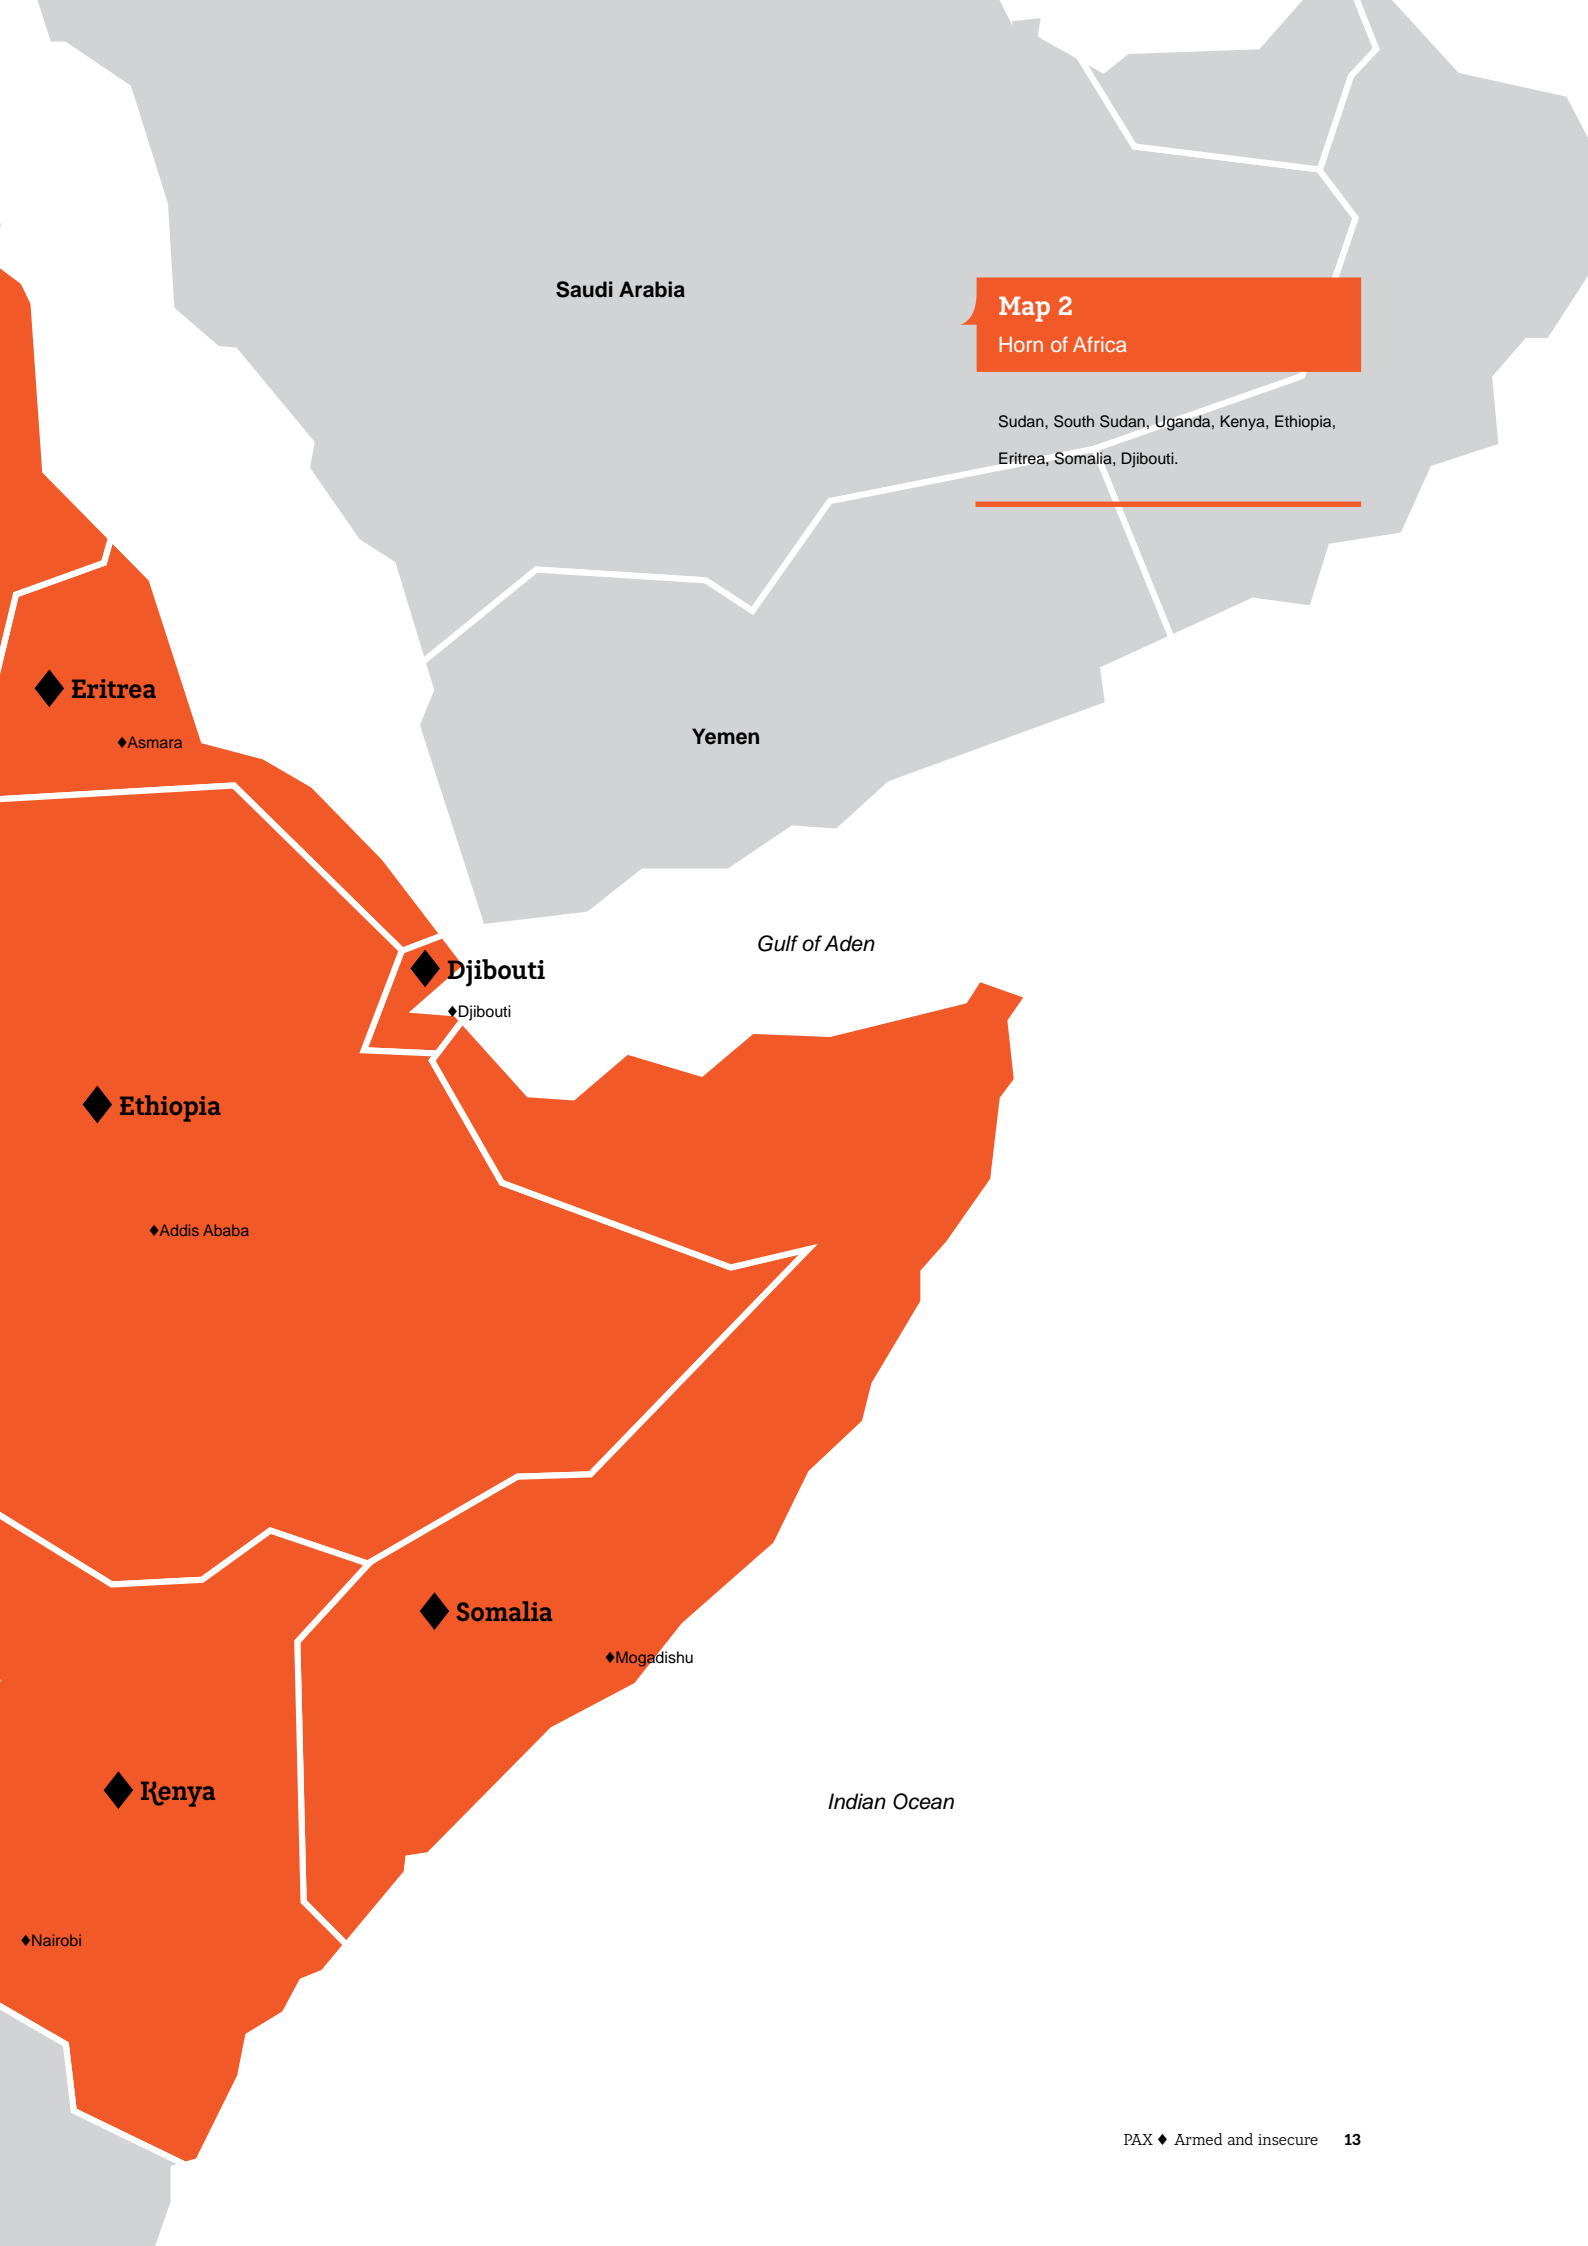 Saudi Arabia
Map 2
Horn of Africa
Sudan, South Sudan, Uganda, Kenya, Ethiopia,
Eritrea, Somalia, Djibouti.
♦ Eritrea
♦Asmara
Yemen
Gulf of Aden
♦ Djibouti
♦Djibouti
♦ Ethiopia
♦Addis Ababa
♦ Somalia
♦Mogadishu
♦ Kenya
Indian Ocean
♦Nairobi
PAX ♦ Armed and insecure 13